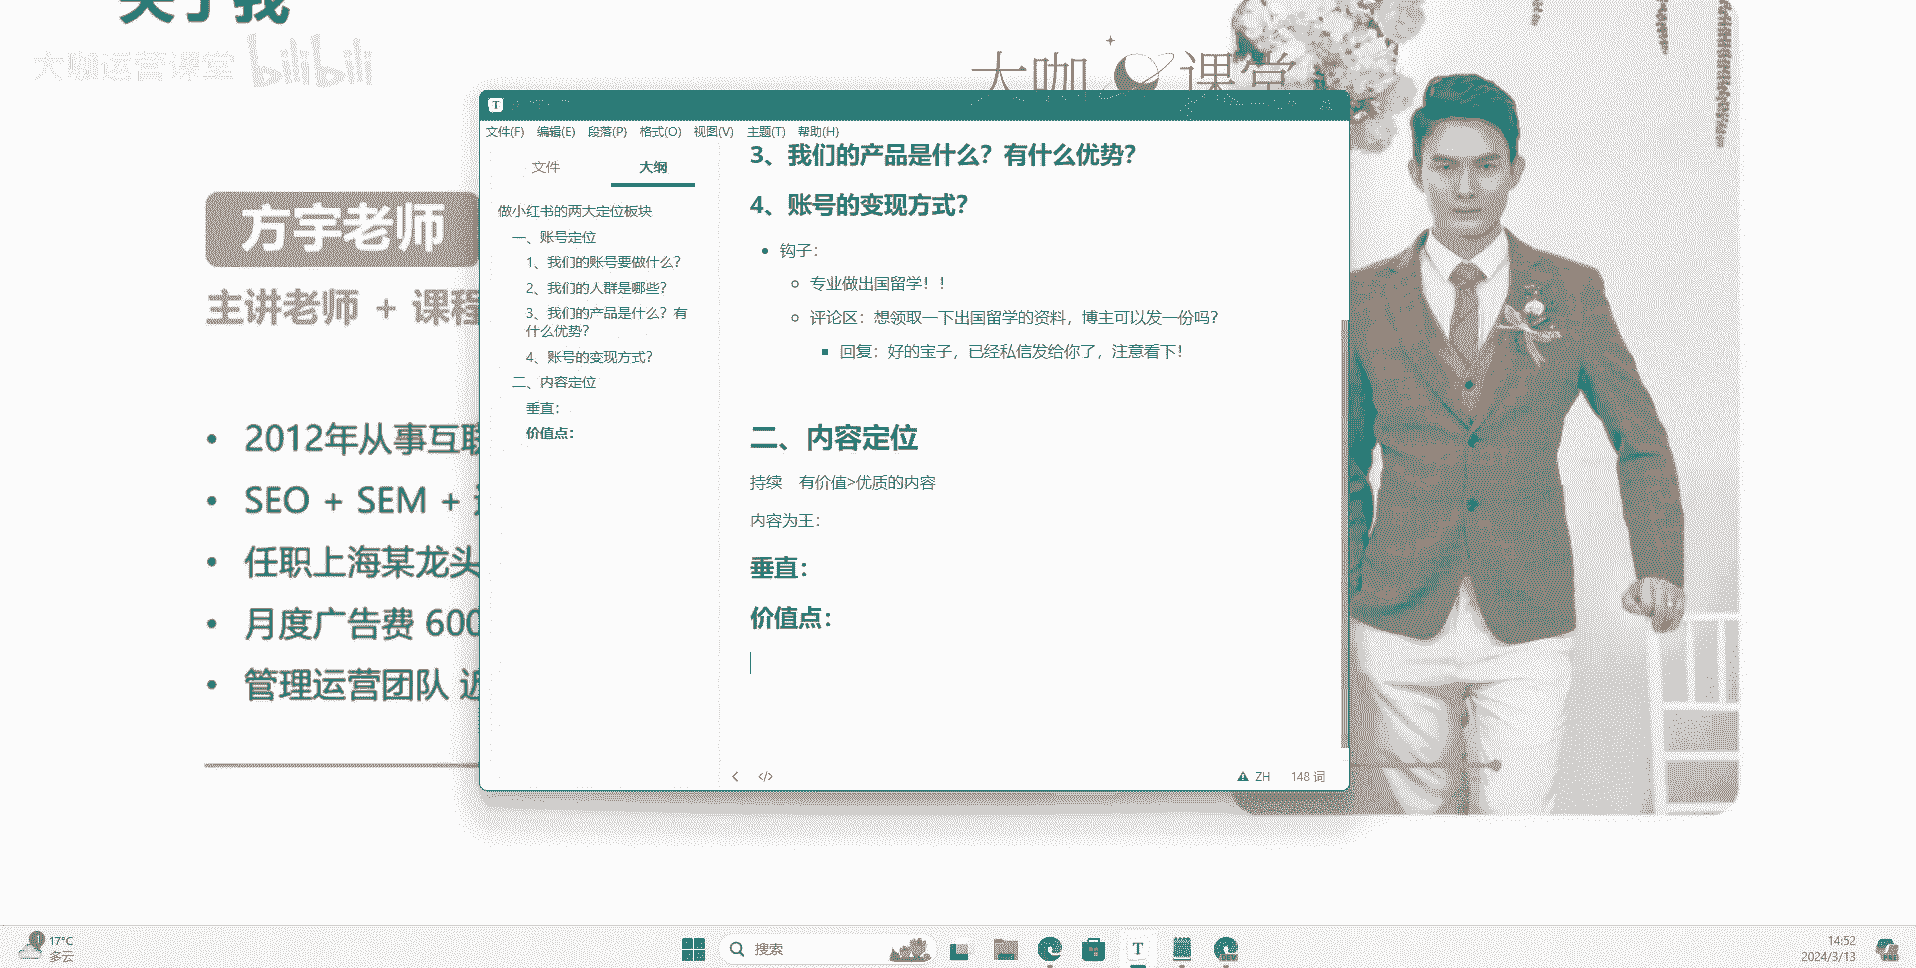 关于我
大咖运营课堂 bilibili
大咖课堂
方宇老师
主讲老师 + 课程
2012年从事互联
SEO + SEM +
任职上海某龙头
月度广告费 600
管理运营团队 近
T
文件(F) 编辑(E) 段落(P) 格式(O) 视图(V) 主题(T) 帮助(H)
文件 大纲
做小红书的两大定位板块
一、账号定位
1、我们的账号要做什么？
2、我们的人群是哪些？
3、我们的产品是什么？有
什么优势？
4、账号的变现方式？
二、内容定位
垂直：
价值点：
3、我们的产品是什么？有什么优势？
4、账号的变现方式？
钩子：
专业做出国留学！！
评论区：想领取一下出国留学的资料，博主可以发一份吗？
回复：好的宝子，已经私信发给你了，注意看下！
二、内容定位
持续 有价值>优质的内容
内容为王：
垂直：
价值点：
</> ZH 148 词
1
17°C
多云
搜索
T
14:52
2024/3/13